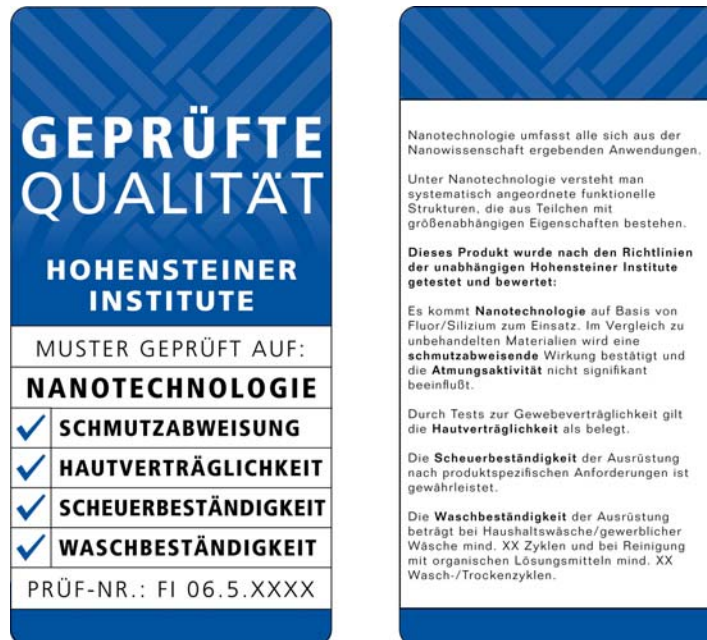 GEPRÜFTE
QUALITÄT
HOHENSTEINER
INSTITUTE
MUSTER GEPRÜFT AUF:
NANOTECHNOLOGIE
SCHMUTZABWEISUNG
HAUTVERTRÄGLICHKEIT
SCHEUERBESTÄNDIGKEIT
WASCHBESTÄNDIGKEIT
PRÜF-NR.: FI 06.5.XXXX
Nanotechnologie umfasst alle sich aus der
Nanowissenschaft ergebenden Anwendungen.
Unter Nanotechnologie versteht man
systematisch angeordnete funktionelle
Strukturen, die aus Teilchen mit
größenabhängigen Eigenschaften bestehen.
Dieses Produkt wurde nach den Richtlinien
der unabhängigen Hohensteiner Institute
getestet und bewertet:
Es kommt Nanotechnologie auf Basis von
Fluor/Silizium zum Einsatz. Im Vergleich zu
unbehandelten Materialien wird eine
schmutzabweisende Wirkung bestätigt und
die Atmungsaktivität nicht signifikant
beeinflußt.
Durch Tests zur Gewebeverträglichkeit gilt
die Hautverträglichkeit als belegt.
Die Scheuerbeständigkeit der Ausrüstung
nach produktspezifischen Anforderungen ist
gewährleistet.
Die Waschbeständigkeit der Ausrüstung
beträgt bei Haushaltswäsche/gewerblicher
Wäsche mind. XX Zyklen und bei Reinigung
mit organischen Lösungsmitteln mind. XX
Wasch-/Trockenzyklen.